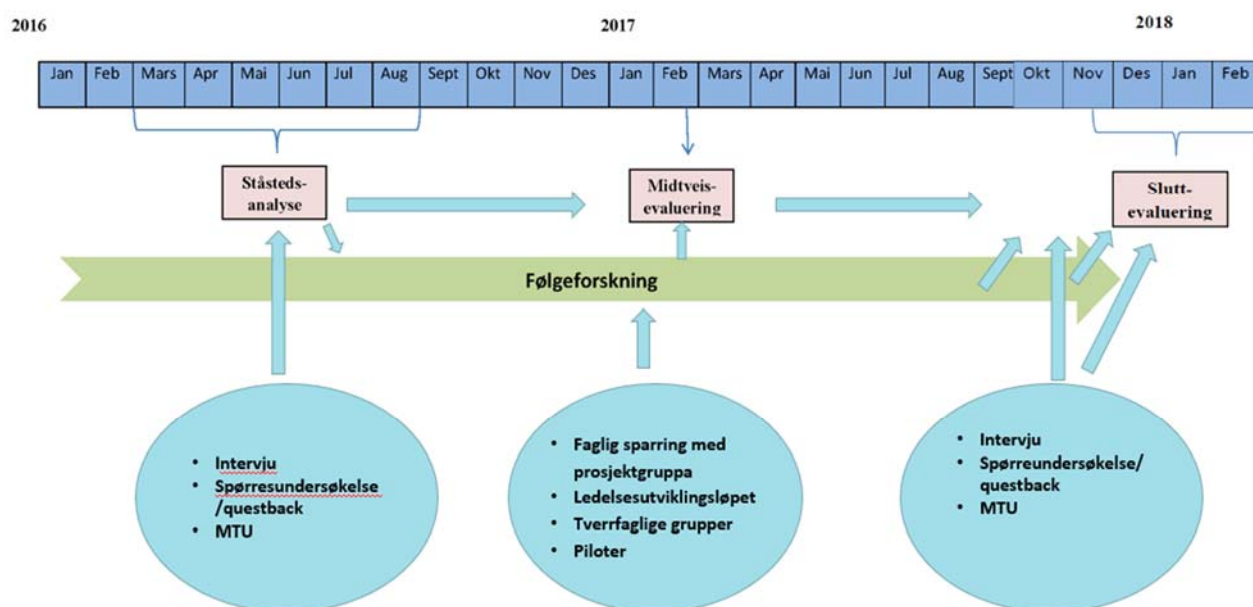 2016 2017 2018
Jan Feb Mars Apr Mai Jun Jul Aug Sept Okt Nov Des Jan Feb Mars Apr Mai Jun Jul Aug Sept Okt Nov Des Jan Feb
Ståsteds-
analyse
Midtveis-
evaluering
Slutt-
evaluering
Følgeforskning
• Intervju
• Spørresundersøkelse
/questback
• MTU
• Faglig sparring med
prosjektgruppa
• Ledelsesutviklingsløpet
• Tverrfaglige grupper
• Piloter
• Intervju
• Spørreundersøkelse/
questback
• MTU